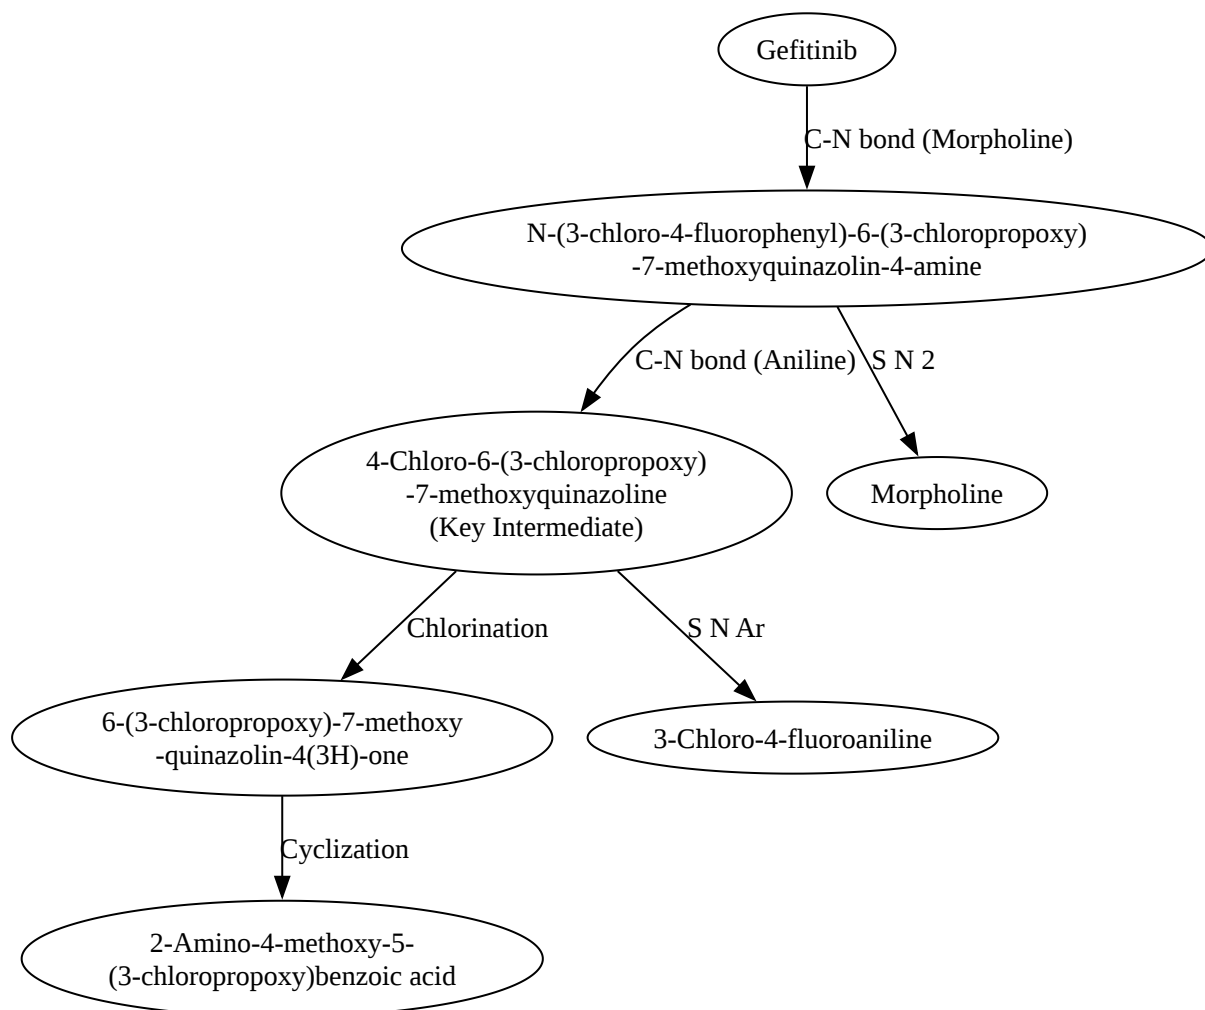 Gefitinib
C-N bond (Morpholine)
N-(3-chloro-4-fluorophenyl)-6-(3-chloropropoxy)
-7-methoxyquinazolin-4-amine
C-N bond (Aniline)
S N 2
4-Chloro-6-(3-chloropropoxy)
-7-methoxyquinazoline
(Key Intermediate)
Morpholine
Chlorination
S N Ar
6-(3-chloropropoxy)-7-methoxy
-quinazolin-4(3H)-one
3-Chloro-4-fluoroaniline
Cyclization
2-Amino-4-methoxy-5-
(3-chloropropoxy)benzoic acid